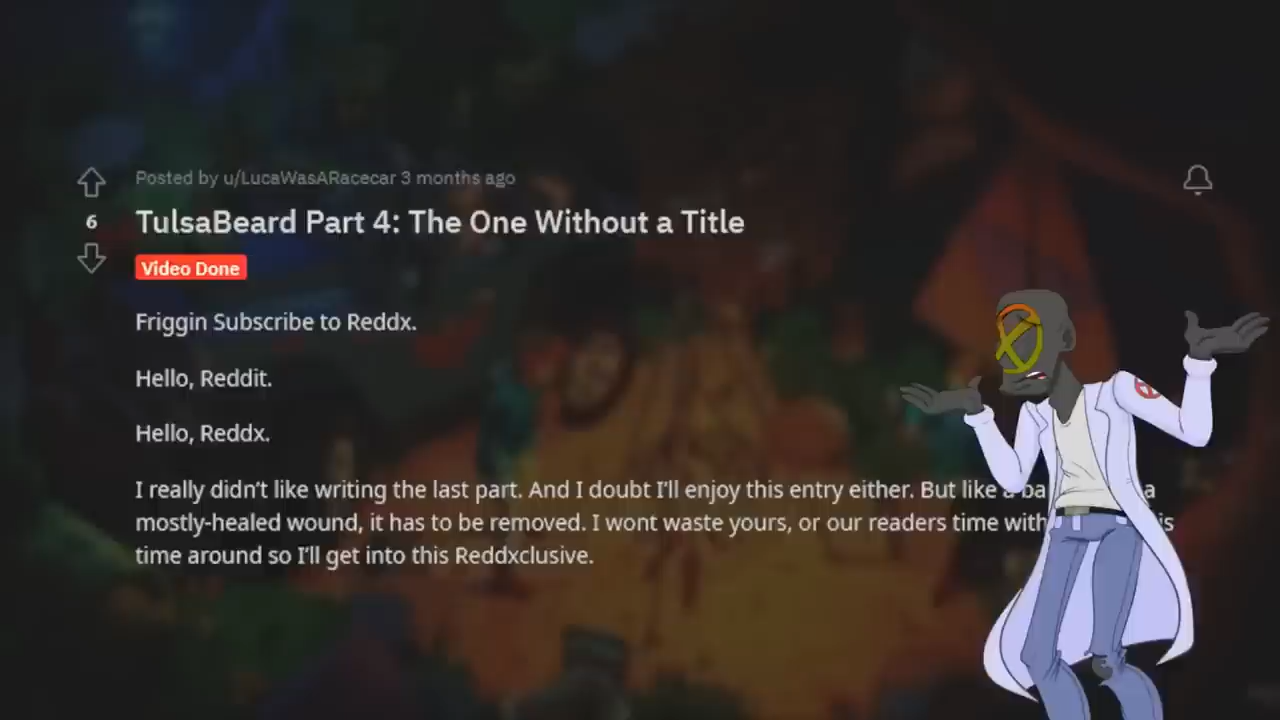 Posted by u/LucaWasARacecar 3 months ago
6
TulsaBeard Part 4: The One Without a Title
Video Done
Friggin Subscribe to Reddx.
Hello, Reddit.
Hello, Reddx.
I really didn't like writing the last part. And I doubt I'll enjoy this entry either. But like a a
mostly-healed wound, it has to be removed. I wont waste yours, or our readers time with
time around so I'll get into this Reddxclusive.